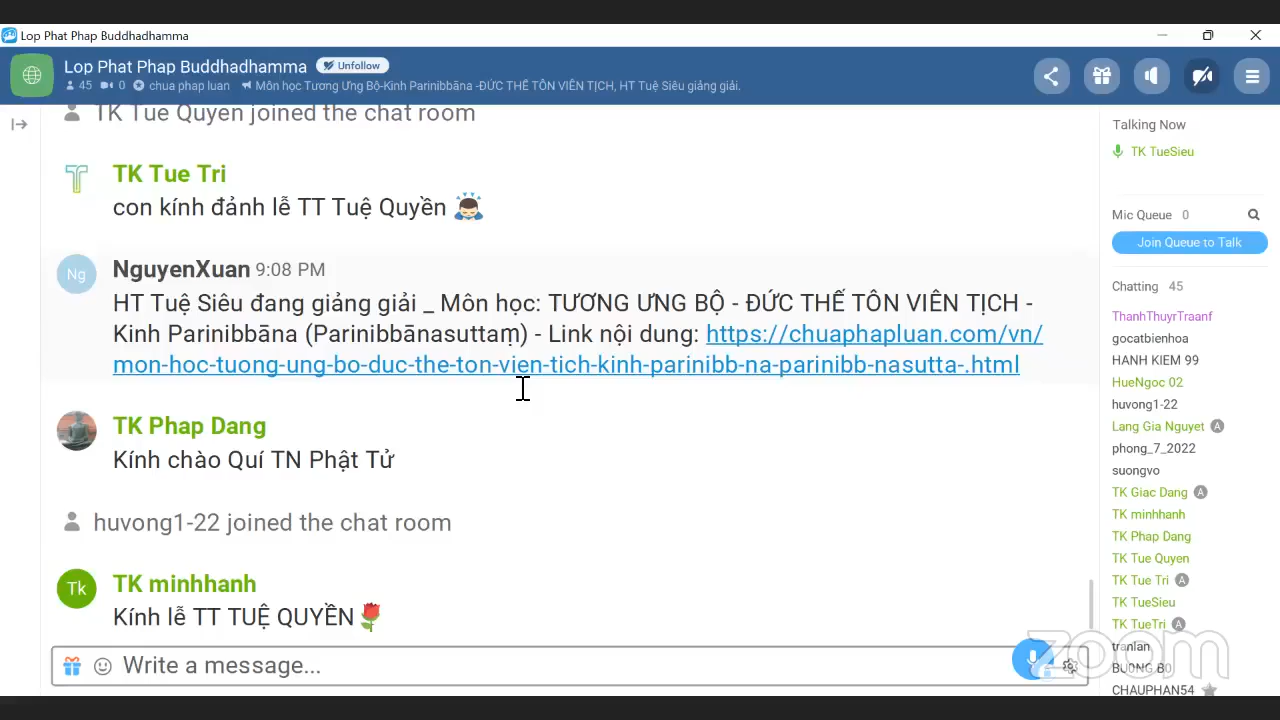 Lop Phat Phap Buddhadhamma
Lop Phat Phap Buddhadhamma Unfollow
45 0 chua phap luan Môn học Tương Ưng Bộ-Kinh Parinibbāna -ĐỨC THẾ TÔN VIÊN TỊCH, HT Tuệ Siêu giảng giải.
TK Tue Quyen joined the chat room
TK Tue Tri
con kính đảnh lễ TT Tuệ Quyền
Ng
NguyenXuan 9:08 PM
HT Tuệ Siêu đang giảng giải _ Môn học: TƯƠNG ƯNG BỘ - ĐỨC THẾ TÔN VIÊN TỊCH -
Kinh Parinibbāna (Parinibbānasuttaṃ) - Link nội dung: https://chuaphapluan.com/vn/
mon-hoc-tuong-ung-bo-duc-the-ton-vien-tich-kinh-parinibb-na-parinibb-nasutta-.html
TK Phap Dang
Kính chào Quí TN Phật Tử
huvong1-22 joined the chat room
Tk
TK minhhanh
Kính lễ TT TUỆ QUYỀN
Write a message...
Talking Now
TK TueSieu
Mic Queue 0
Join Queue to Talk
Chatting 45
ThanhThuyrTraanf
gocatbienhoa
HANH KIEM 99
HueNgoc 02
huvong1-22
Lang Gia Nguyet A
phong_7_2022
suongvo
TK Giac Dang A
TK minhhanh
TK Phap Dang
TK Tue Quyen
TK Tue Tri A
TK TueSieu
TK TueTri A
tranlan
BUONG BO
CHAUPHAN54
zoom